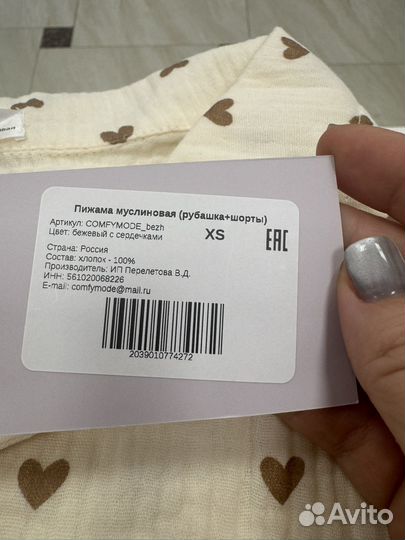 Пижама муслиновая (рубашка+шорты)
Артикул: COMFYMODE_bezh
Цвет: бежевый с сердечками
XS
EAC
Страна: Россия
Состав: хлопок - 100%
Производитель: ИП Перелетова В.Д.
ИНН: 561020068226
E-mail: comfymode@mail.ru
2039010774272
Avito